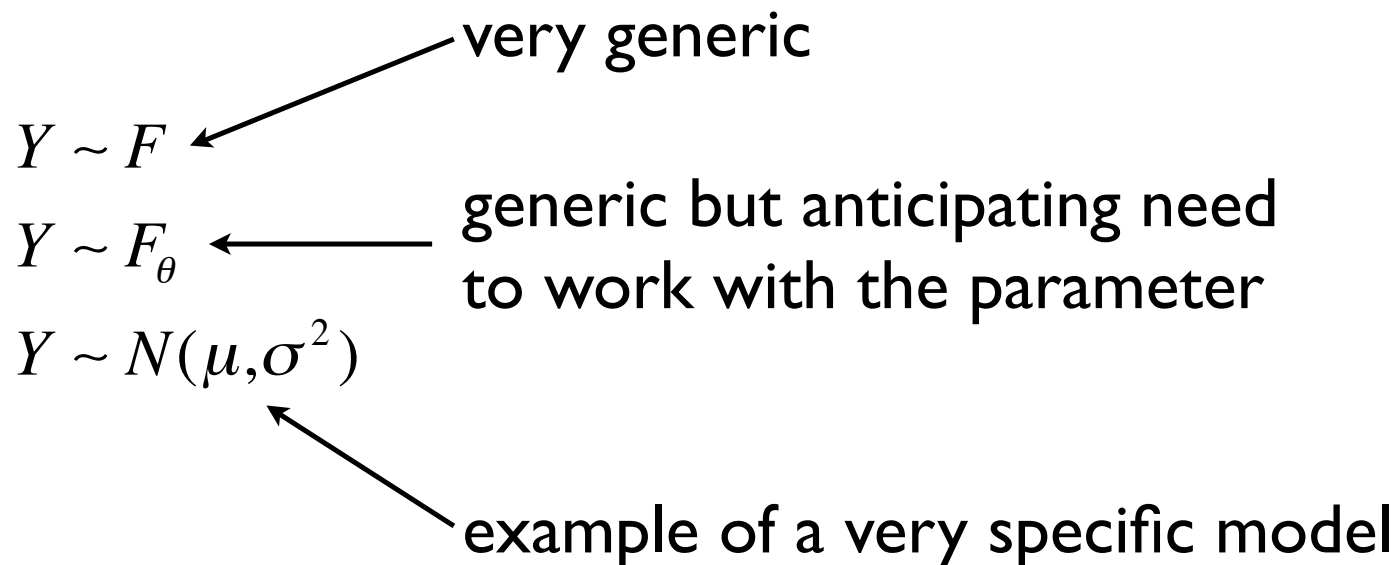 very generic
Y ~ F
generic but anticipating need
Y ~ F_θ
to work with the parameter
Y ~ N(μ,σ²)
example of a very specific model